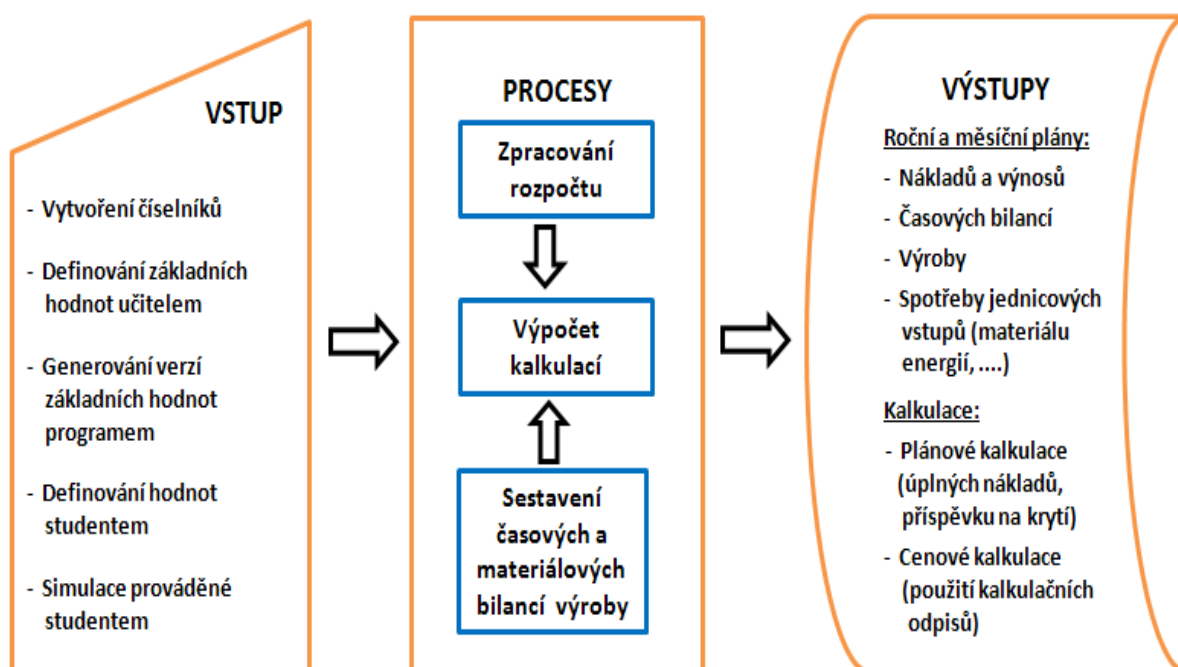 VSTUP
- Vytvoření číselníků
- Definování základních
hodnot učitelem
- Generování verzí
základních hodnot
programem
- Definování hodnot
studentem
- Simulace prováděné
studentem
PROCESY
Zpracování
rozpočtu
Výpočet
kalkulací
Sestavení
časových a
materiálových
bilancí výroby
VÝSTUPY
Roční a měsíční plány:
- Nákladů a výnosů
- Časových bilancí
- Výroby
- Spotřeby jednicových
vstupů (materiálu
energií, ....)
Kalkulace:
- Plánové kalkulace
(úplných nákladů,
příspěvku na krytí)
- Cenové kalkulace
(použití kalkulačních
odpisů)